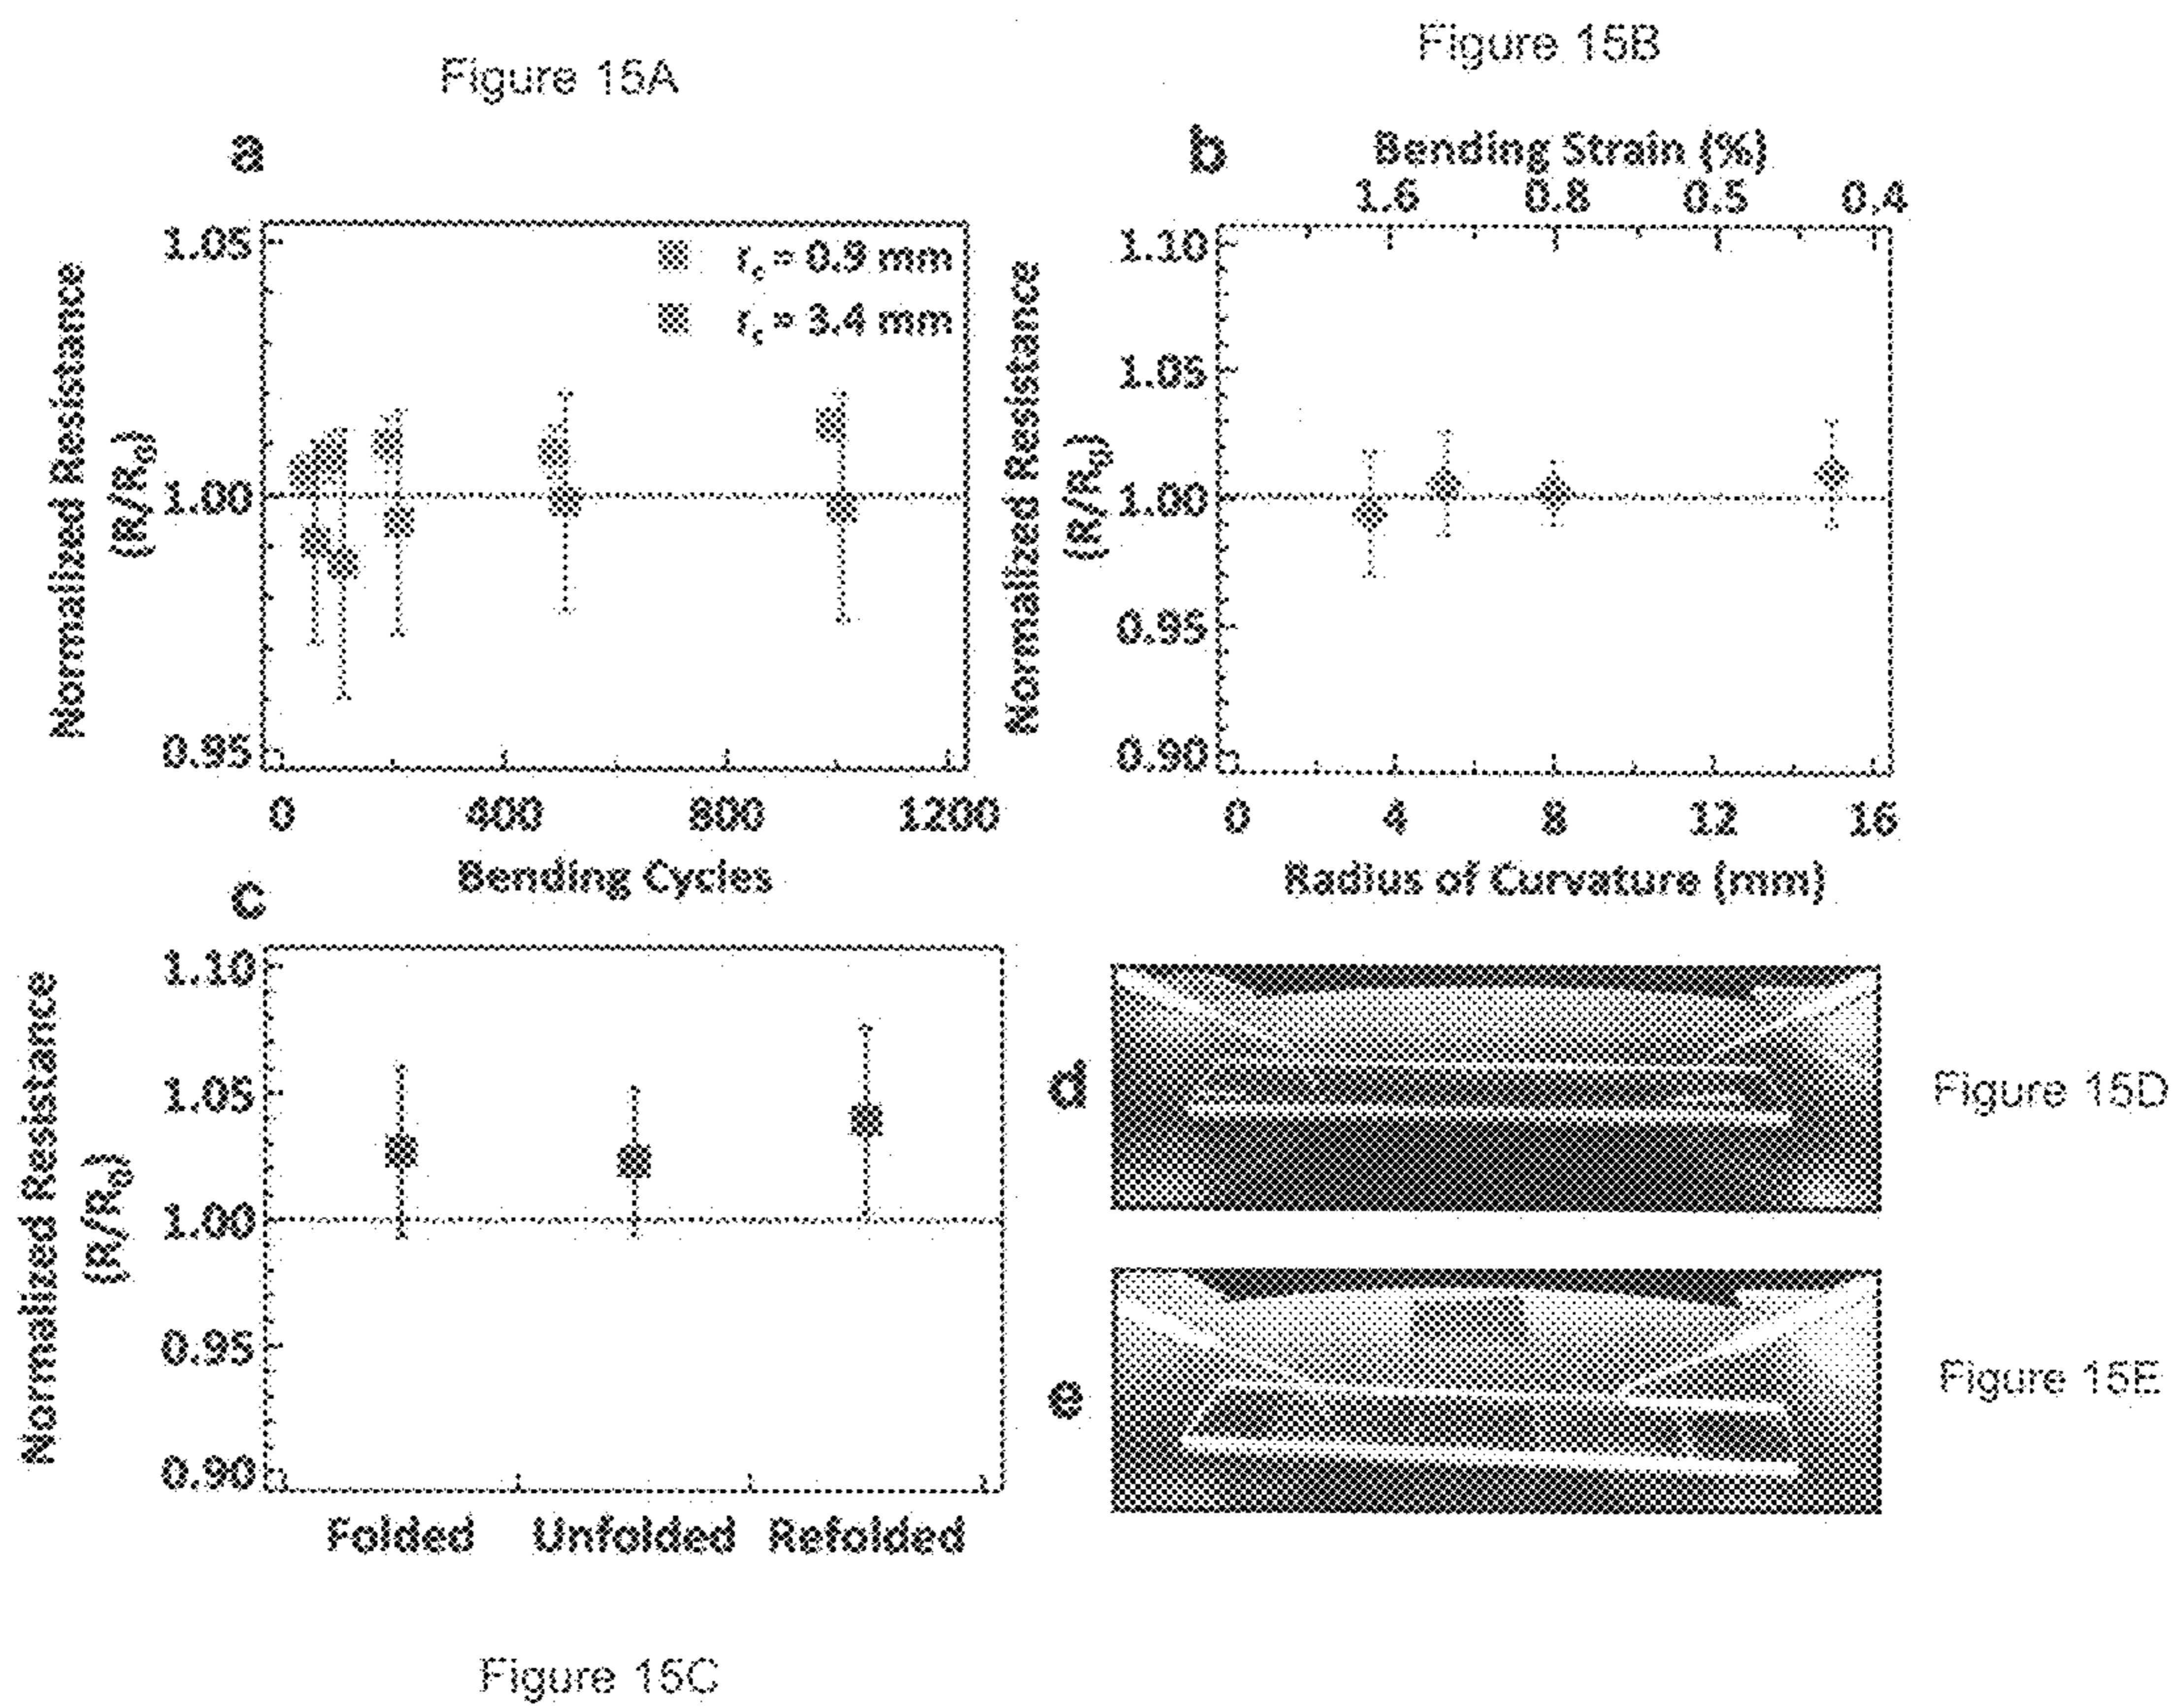 Figure 15A
a
1.05
1.00
0.95
Normalized Resistance
(R/R0)
rc = 0.9 mm
rc = 3.4 mm
0 400 800 1200
Bending Cycles
Figure 15B
b
Bending Strain (%)
1.6 0.8 0.5 0.4
1.10
1.05
1.00
0.95
0.90
Normalized Resistance
(R/R0)
0 4 8 12 16
Radius of Curvature (mm)
c
1.10
1.05
1.00
0.95
0.90
Normalized Resistance
(R/R0)
Folded Unfolded Refolded
Figure 15C
d
Figure 15D
e
Figure 15E